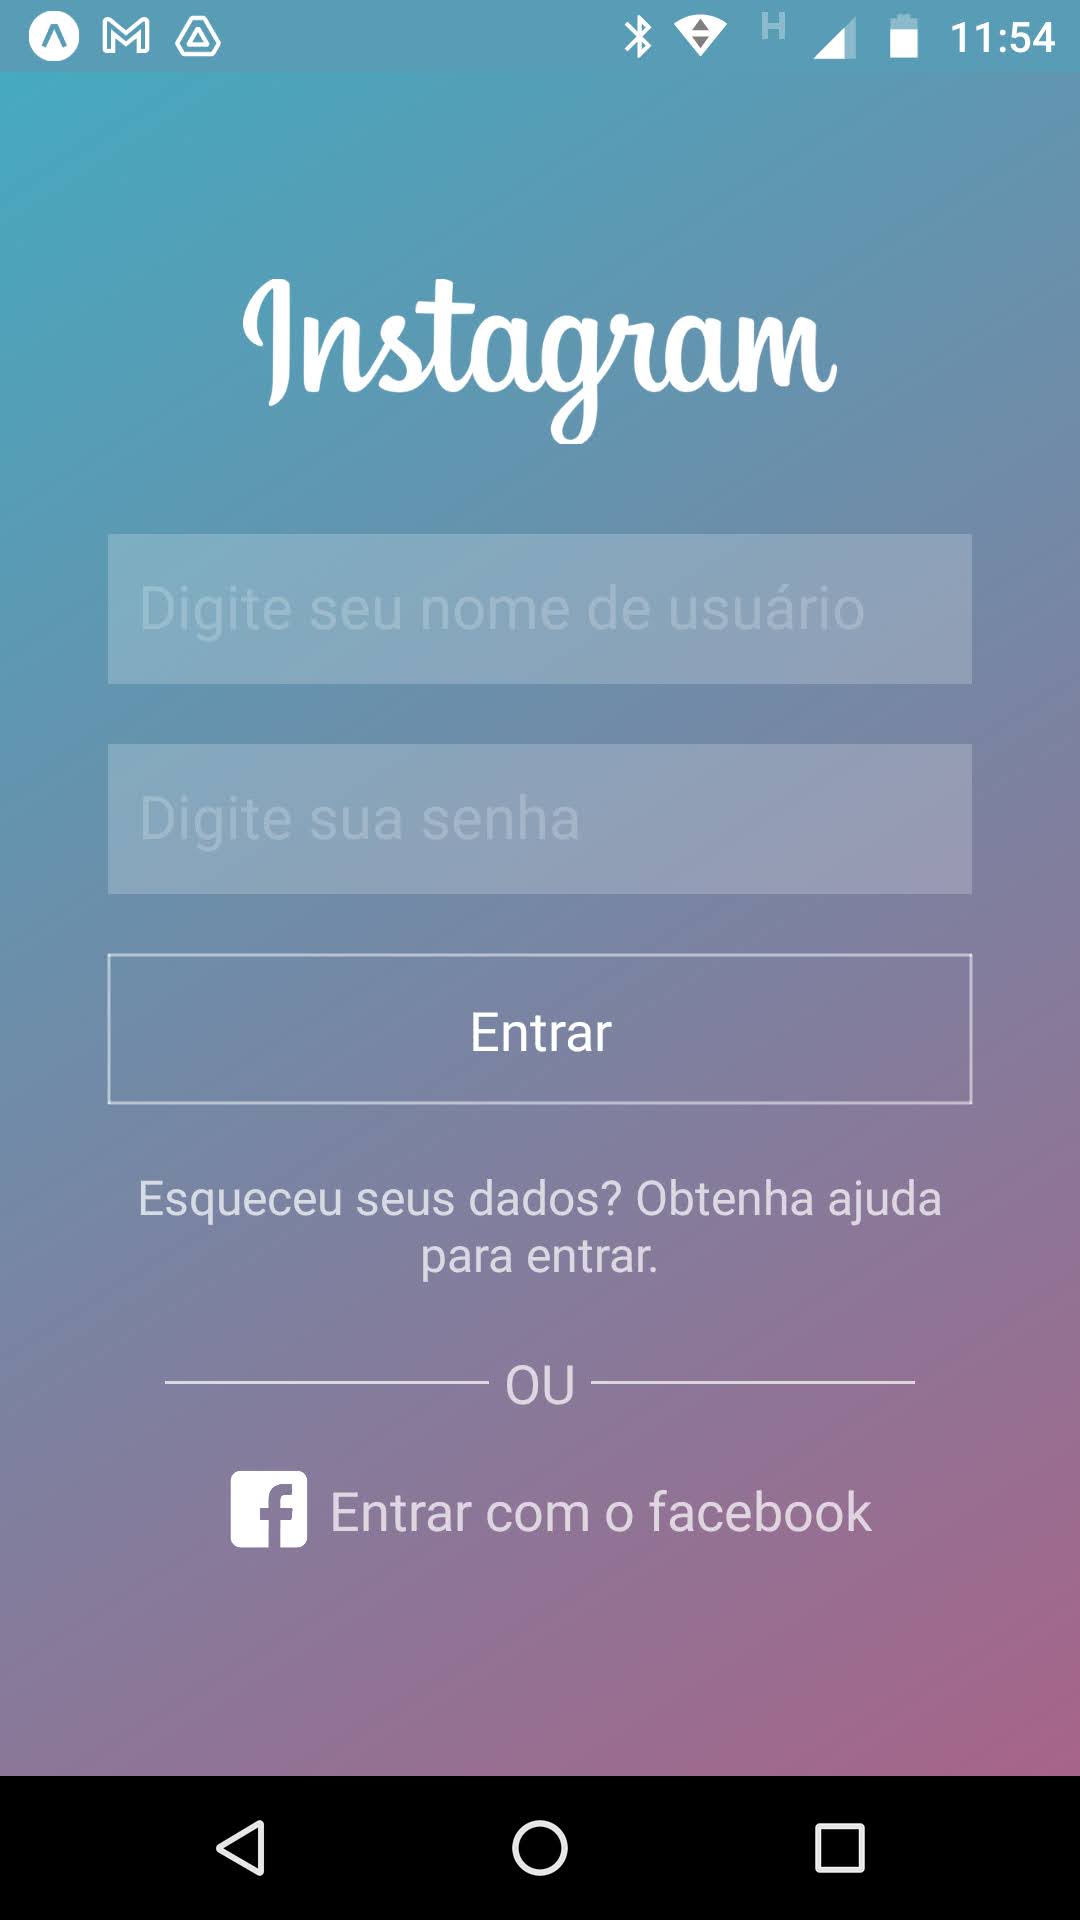 H 11:54
Instagram
Digite seu nome de usuário
Digite sua senha
Entrar
Esqueceu seus dados? Obtenha ajuda
para entrar.
OU
Entrar com o facebook